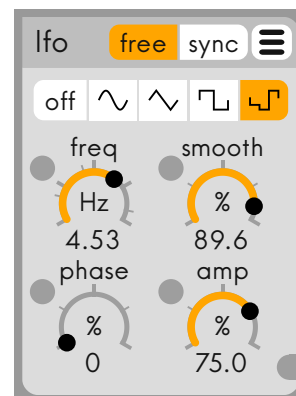 lfo free sync
off
freq smooth
Hz %
4.53 89.6
phase amp
% %
0 75.0